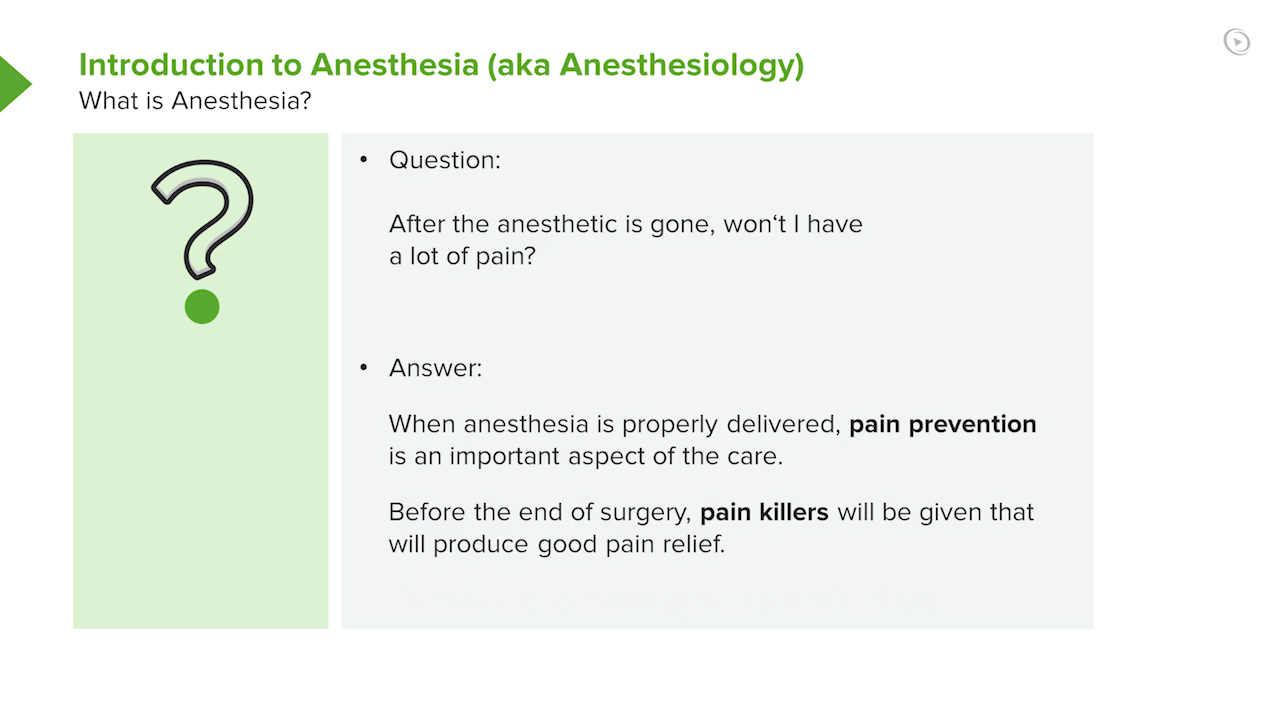 Introduction to Anesthesia (aka Anesthesiology)
What is Anesthesia?
• Question:
After the anesthetic is gone, won‘t I have
a lot of pain?
• Answer:
When anesthesia is properly delivered, pain prevention
is an important aspect of the care.
Before the end of surgery, pain killers will be given that
will produce good pain relief.